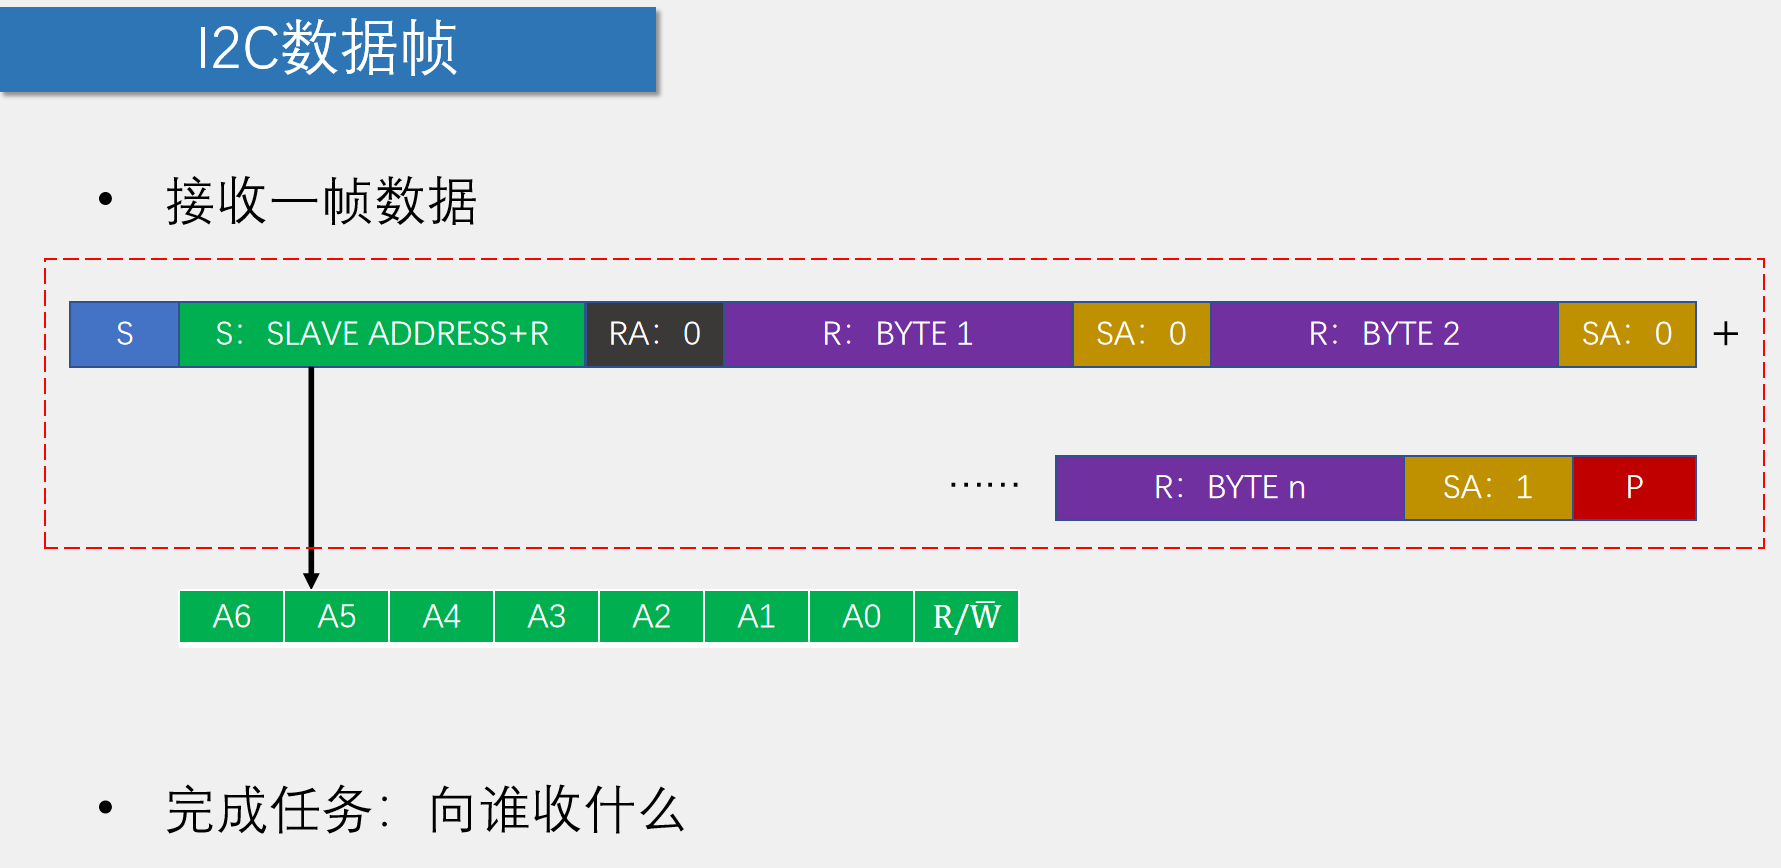 I2C数据帧
• 接收一帧数据
S S：SLAVE ADDRESS+R RA：0 R：BYTE 1 SA：0 R：BYTE 2 SA：0 +
…… R：BYTE n SA：1 P
A6 A5 A4 A3 A2 A1 A0 R/W̅
• 完成任务：向谁收什么